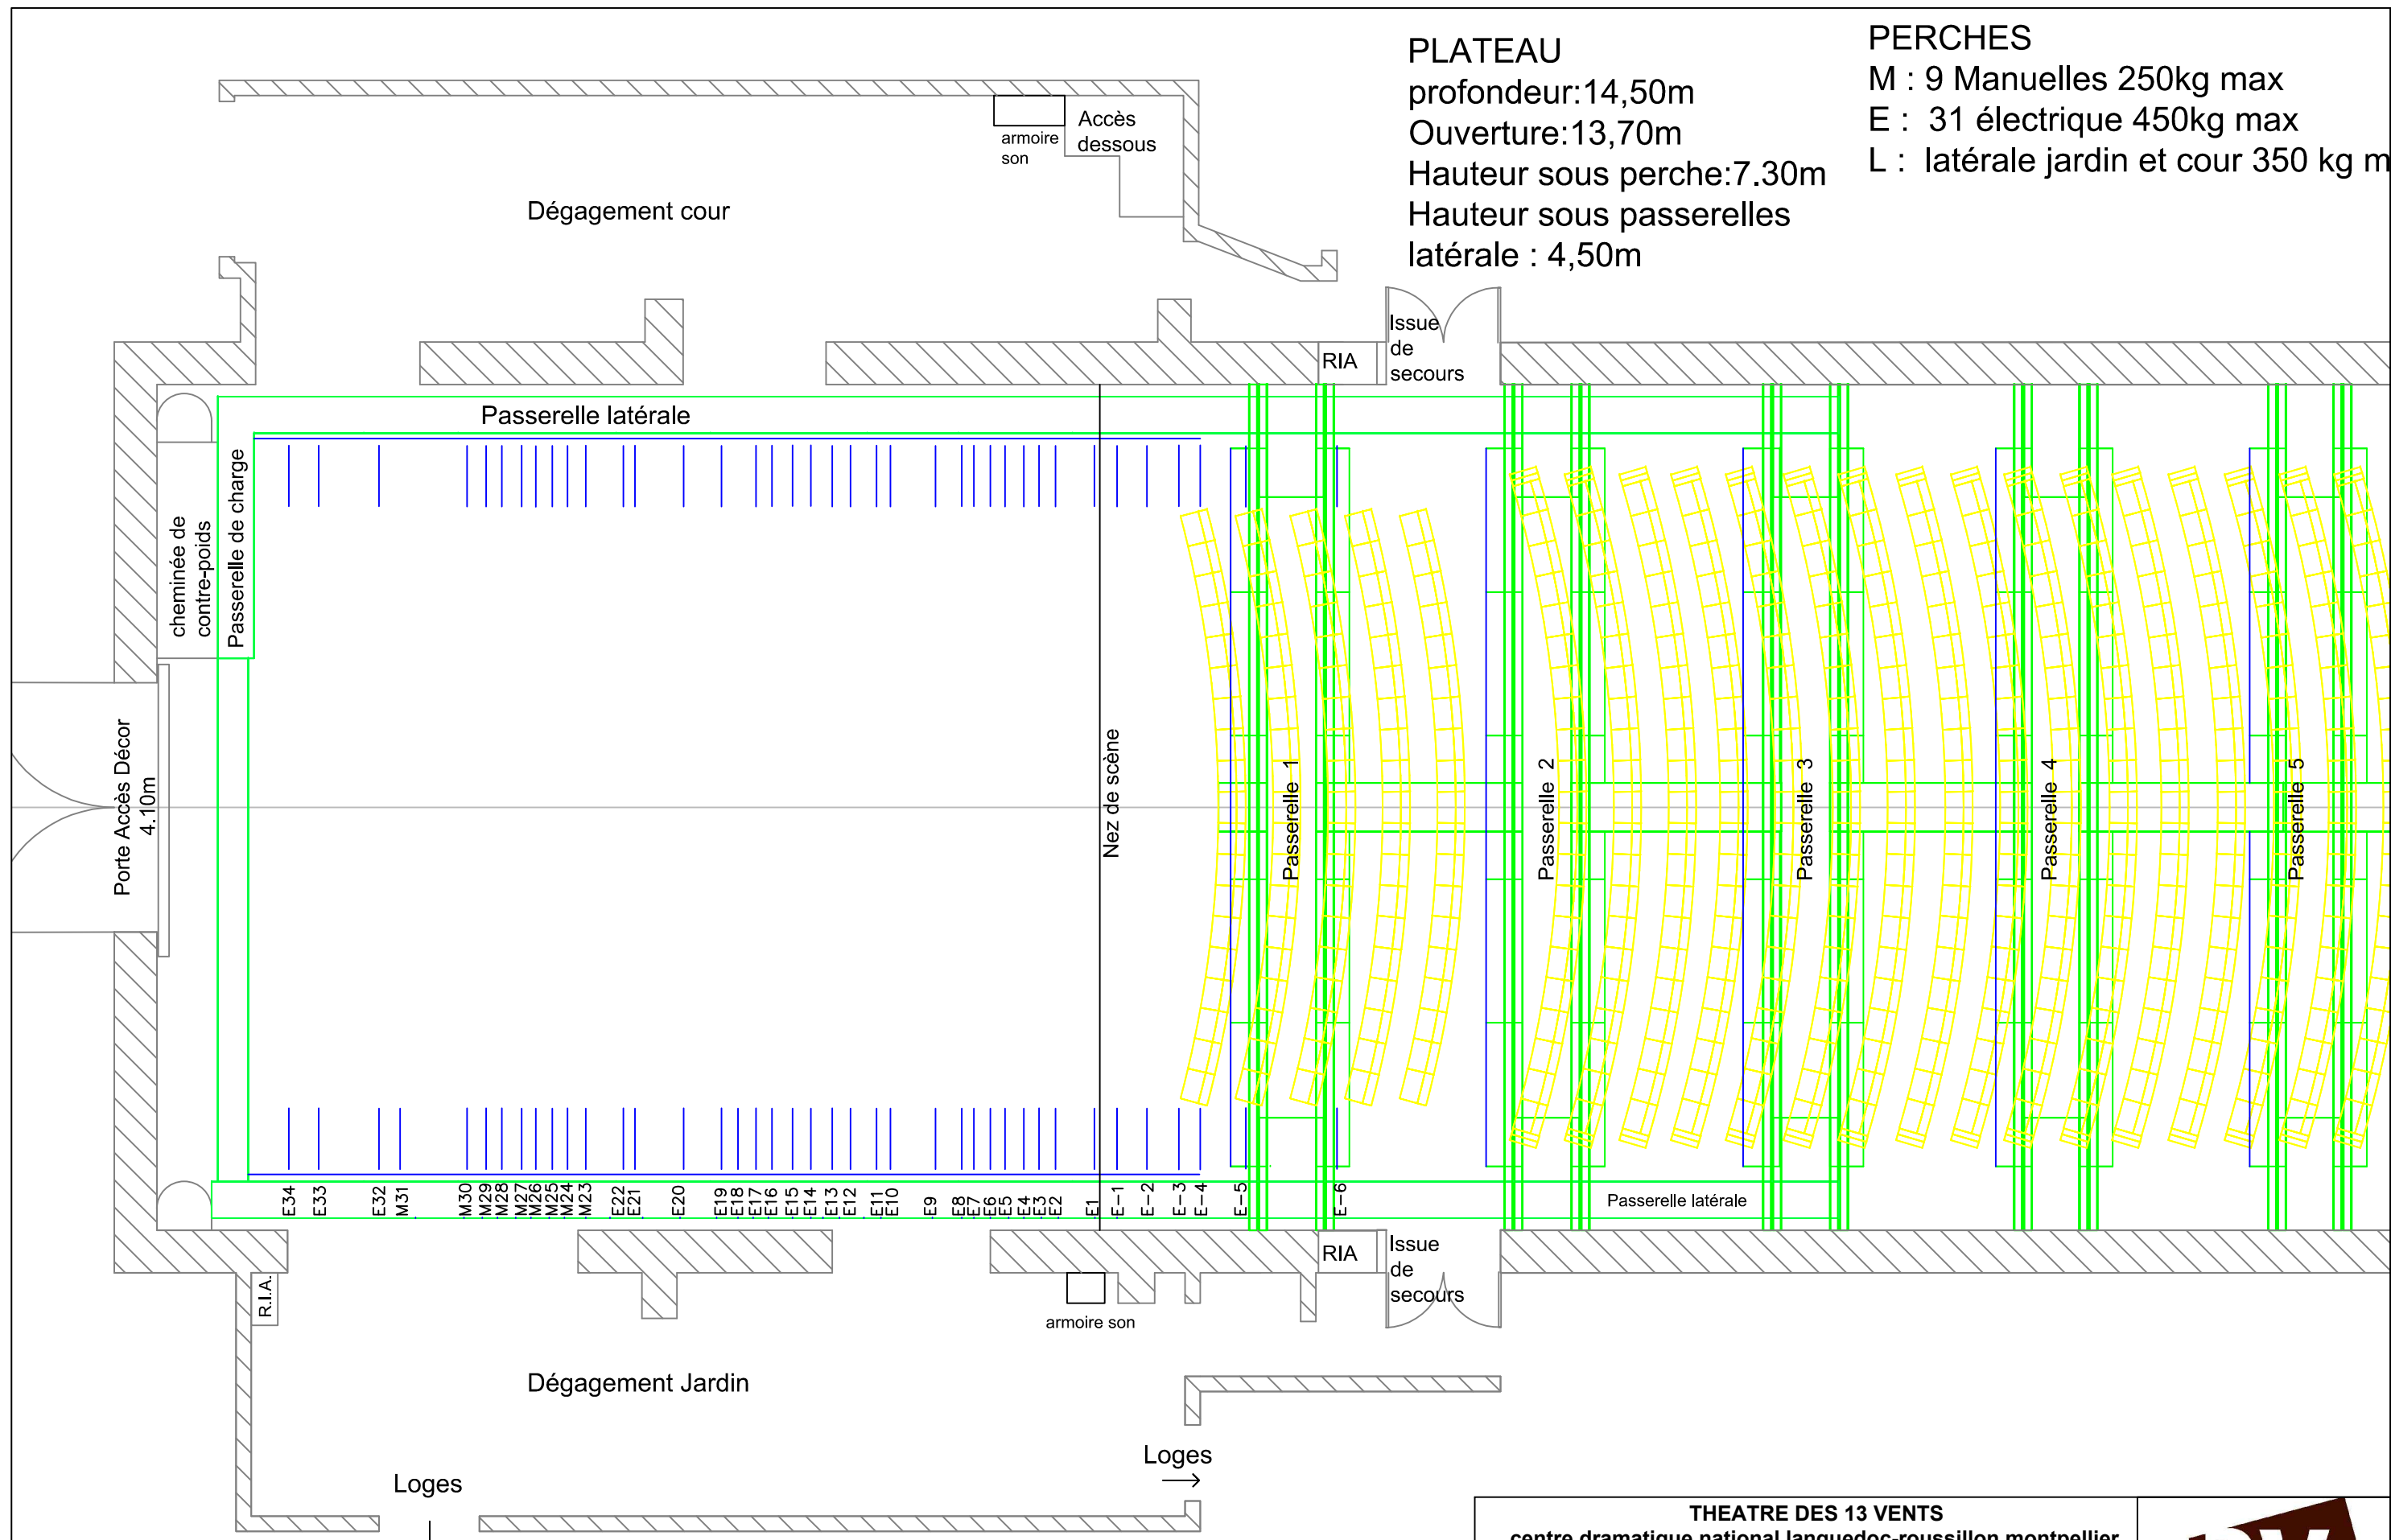 PLATEAU
profondeur:14,50m
Ouverture:13,70m
Hauteur sous perche:7.30m
Hauteur sous passerelles
latérale : 4,50m
PERCHES
M : 9 Manuelles 250kg max
E : 31 électrique 450kg max
L : latérale jardin et cour 350 kg m
armoire
son
Accès
dessous
Dégagement cour
Issue
de
secours
RIA
Passerelle latérale
cheminée de
contre-poids
Passerelle de charge
Porte Accès Décor
4.10m
Nez de scène
Passerelle 1
Passerelle 2
Passerelle 3
Passerelle 4
Passerelle 5
E34
E33
E32
M31
M30
M29
M28
M27
M26
M25
M24
M23
E22
E21
E20
E19
E18
E17
E16
E15
E14
E13
E12
E11
E10
E9
E8
E7
E6
E5
E4
E3
E2
E1
E-1
E-2
E-3
E-4
E-5
E-6
Passerelle latérale
RIA
Issue
de
secours
R.I.A.
armoire son
Dégagement Jardin
Loges
Loges
THEATRE DES 13 VENTS
centre dramatique national languedoc-roussillon montpellier